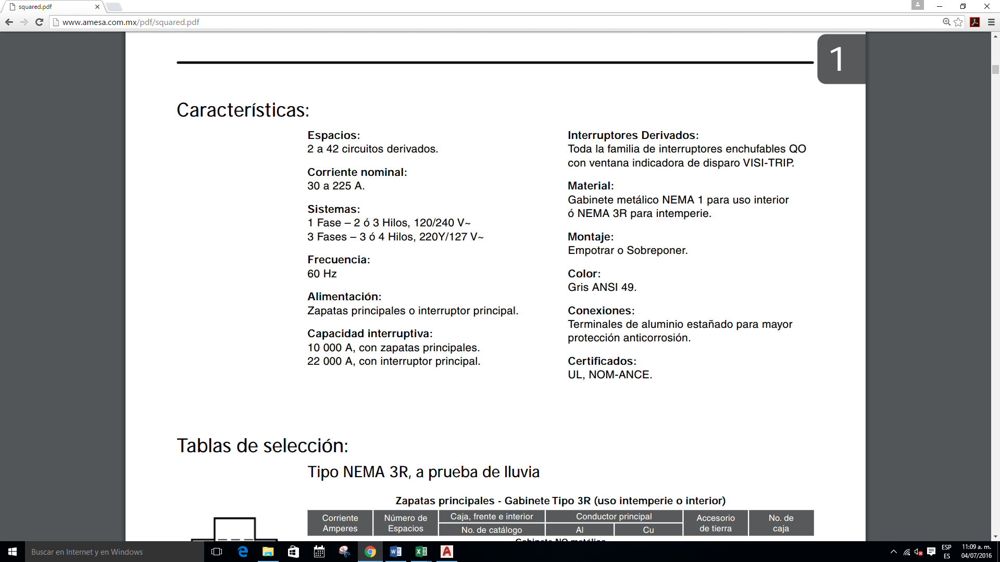 squared.pdf
www.amesa.com.mx/pdf/squared.pdf
1
Características:
Espacios:
2 a 42 circuitos derivados.
Corriente nominal:
30 a 225 A.
Sistemas:
1 Fase – 2 ó 3 Hilos, 120/240 V~
3 Fases – 3 ó 4 Hilos, 220Y/127 V~
Frecuencia:
60 Hz
Alimentación:
Zapatas principales o interruptor principal.
Capacidad interruptiva:
10 000 A, con zapatas principales.
22 000 A, con interruptor principal.
Interruptores Derivados:
Toda la familia de interruptores enchufables QO
con ventana indicadora de disparo VISI-TRIP.
Material:
Gabinete metálico NEMA 1 para uso interior
ó NEMA 3R para intemperie.
Montaje:
Empotrar o Sobreponer.
Color:
Gris ANSI 49.
Conexiones:
Terminales de aluminio estañado para mayor
protección anticorrosión.
Certificados:
UL, NOM-ANCE.
Tablas de selección:
Tipo NEMA 3R, a prueba de lluvia
Zapatas principales - Gabinete Tipo 3R (uso intemperie o interior)
Corriente Amperes
Número de Espacios
Caja, frente e interior
No. de catálogo
Conductor principal
Al
Cu
Accesorio de tierra
No. de caja
Gabinete NO metálico
Buscar en Internet y en Windows
ESP
ES
11:09 a. m.
04/07/2016